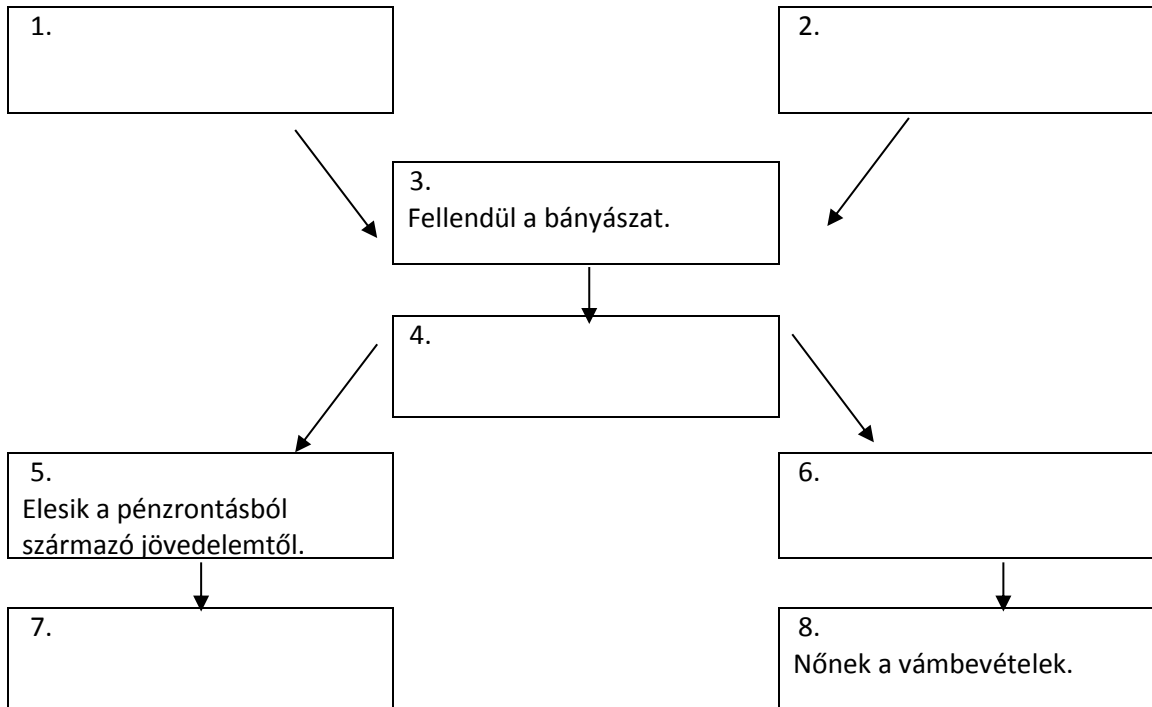 1.
2.
3.
Fellendül a bányászat.
4.
5.
Elesik a pénzrontásból
származó jövedelemtől.
6.
7.
8.
Nőnek a vámbevételek.